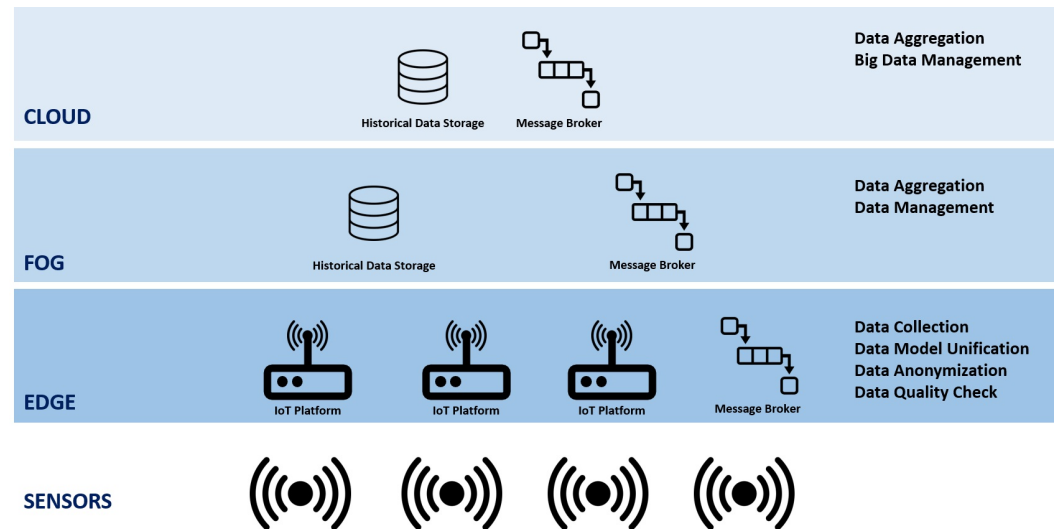 Data Aggregation
Big Data Management
Historical Data Storage
Message Broker
CLOUD
Data Aggregation
Data Management
Historical Data Storage
Message Broker
FOG
Data Collection
Data Model Unification
Data Anonymization
Data Quality Check
IoT Platform
IoT Platform
IoT Platform
Message Broker
EDGE
SENSORS